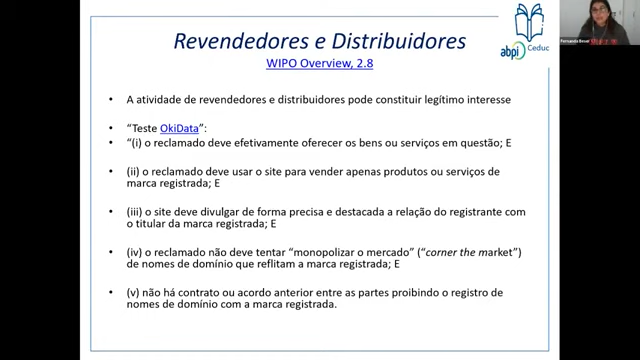 Revendedores e Distribuidores
WIPO Overview, 2.8
abpi
Ceduc
• A atividade de revendedores e distribuidores pode constituir legítimo interesse
• “Teste OkiData”:
• “(i) o reclamado deve efetivamente oferecer os bens ou serviços em questão; E
• (ii) o reclamado deve usar o site para vender apenas produtos ou serviços de
marca registrada; E
• (iii) o site deve divulgar de forma precisa e destacada a relação do registrante com
o titular da marca registrada; E
• (iv) o reclamado não deve tentar “monopolizar o mercado” (“corner the market”)
de nomes de domínio que reflitam a marca registrada; E
• (v) não há contrato ou acordo anterior entre as partes proibindo o registro de
nomes de domínio com a marca registrada.